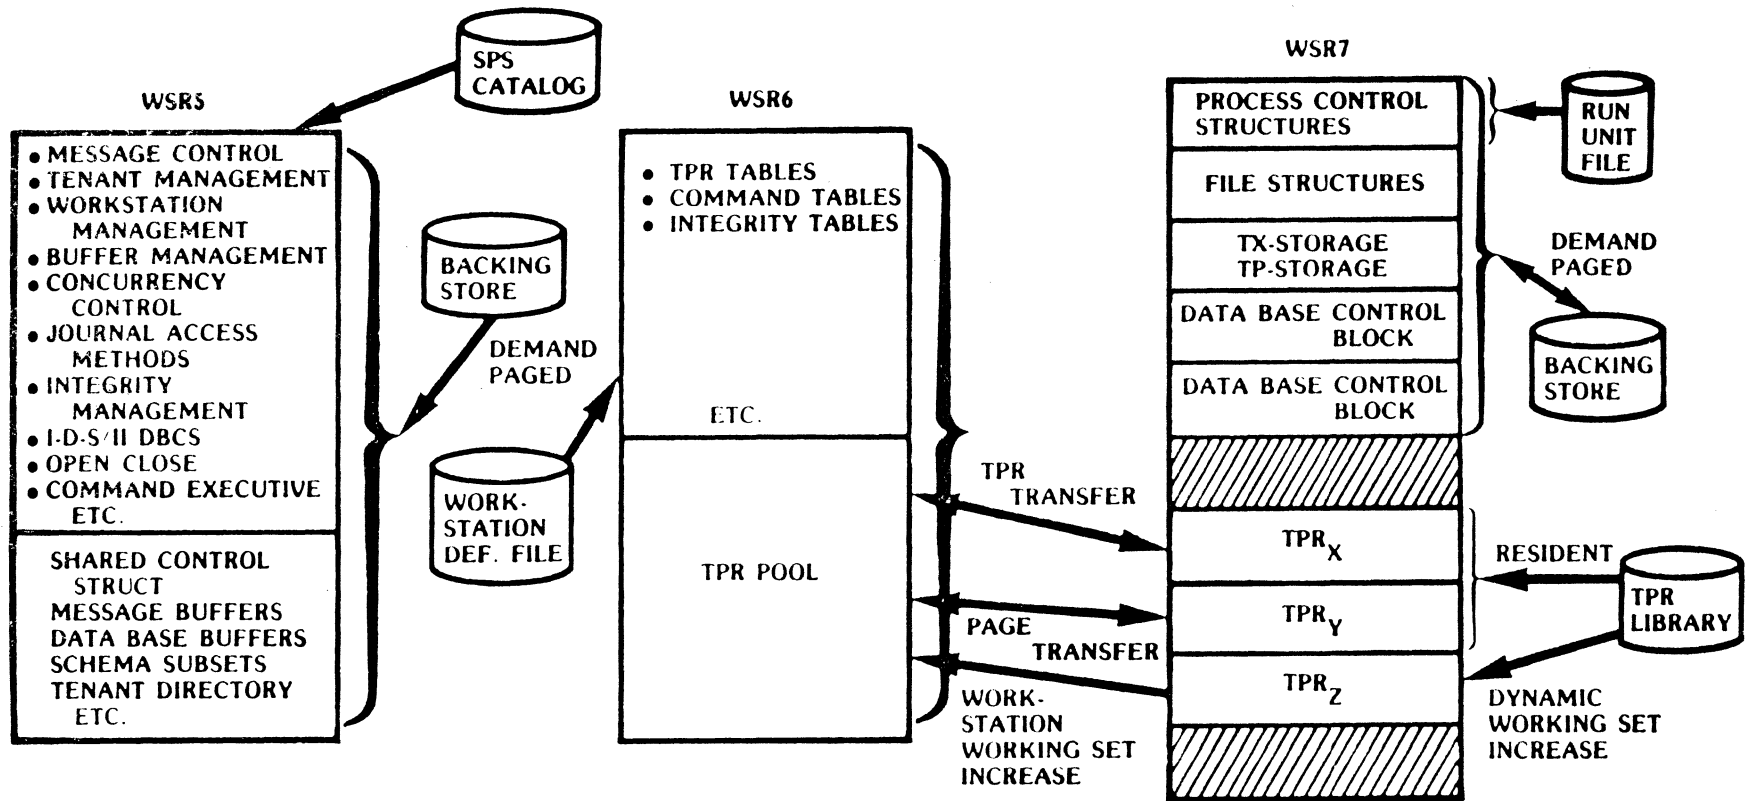 SPS
CATALOG
WSR5
• MESSAGE CONTROL
• TENANT MANAGEMENT
• WORKSTATION
MANAGEMENT
• BUFFER MANAGEMENT
• CONCURRENCY
CONTROL
• JOURNAL ACCESS
METHODS
• INTEGRITY
MANAGEMENT
• I-D-S/II DBCS
• OPEN CLOSE
• COMMAND EXECUTIVE
ETC.
SHARED CONTROL
STRUCT
MESSAGE BUFFERS
DATA BASE BUFFERS
SCHEMA SUBSETS
TENANT DIRECTORY
ETC.
BACKING
STORE
DEMAND
PAGED
WORK-
STATION
DEF. FILE
WSR6
• TPR TABLES
• COMMAND TABLES
• INTEGRITY TABLES
ETC.
TPR POOL
TPR
TRANSFER
PAGE
TRANSFER
WORK-
STATION
WORKING SET
INCREASE
WSR7
PROCESS CONTROL
STRUCTURES
FILE STRUCTURES
TX-STORAGE
TP-STORAGE
DATA BASE CONTROL
BLOCK
DATA BASE CONTROL
BLOCK
TPRX
TPRY
TPRZ
RUN
UNIT
FILE
DEMAND
PAGED
BACKING
STORE
RESIDENT
TPR
LIBRARY
DYNAMIC
WORKING SET
INCREASE